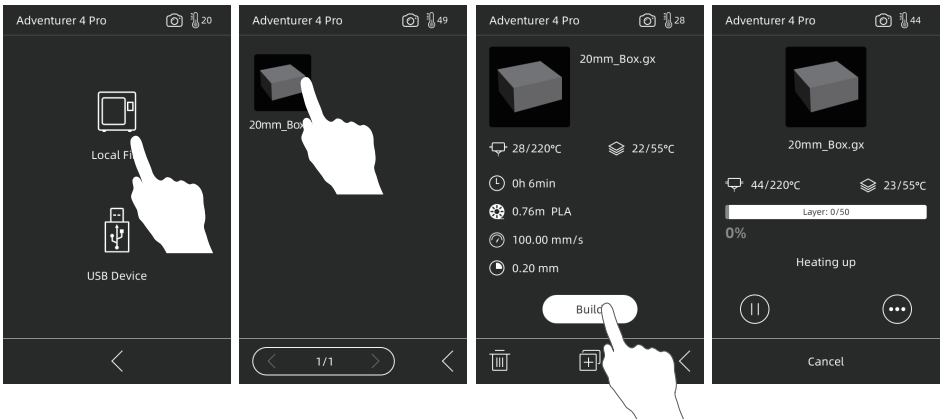 Adventurer 4 Pro
20
Local Fi
USB Device
Adventurer 4 Pro
49
20mm_Box
1/1
Adventurer 4 Pro
28
20mm_Box.gx
28/220℃
22/55℃
0h 6min
0.76m PLA
100.00 mm/s
0.20 mm
Build
Adventurer 4 Pro
44
20mm_Box.gx
44/220℃
23/55℃
Layer: 0/50
0%
Heating up
Cancel